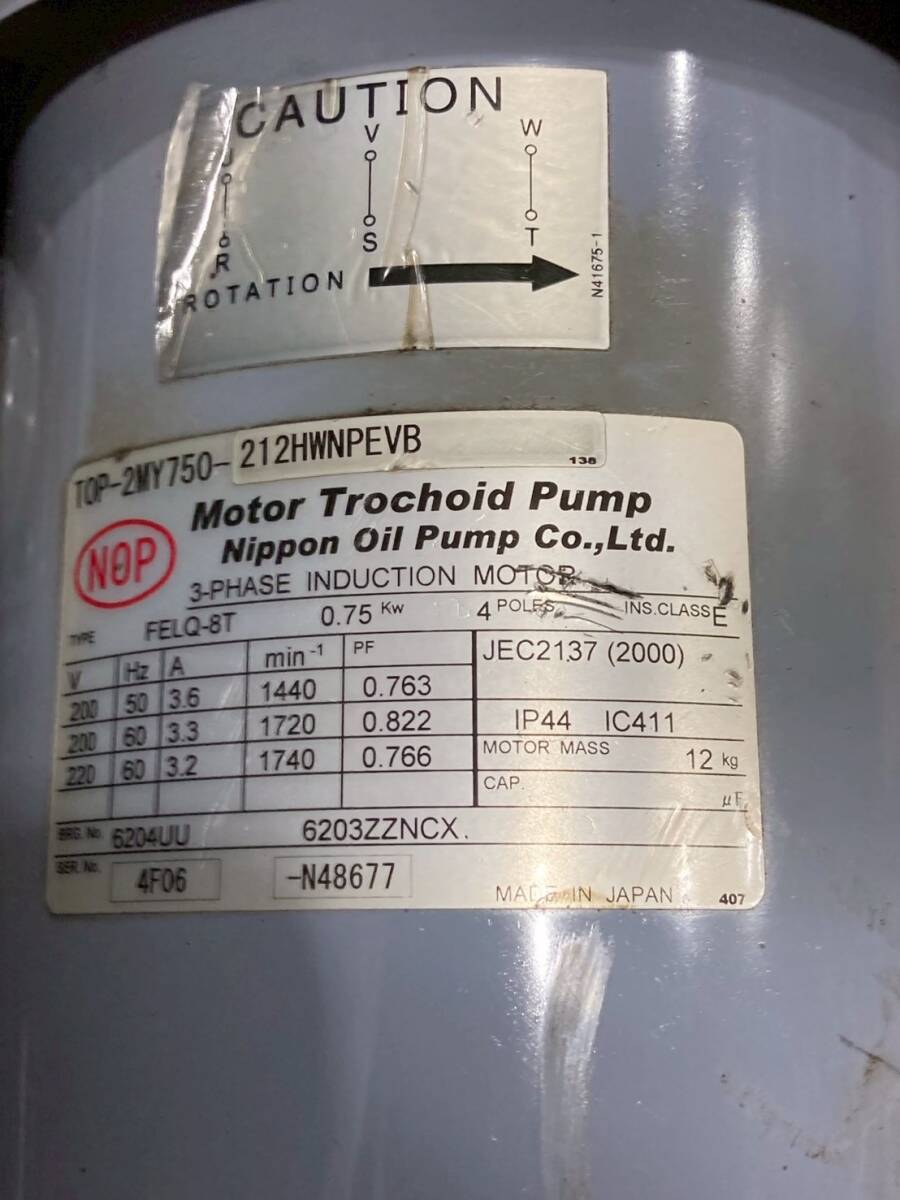 CAUTION
U V W
R S T
ROTATION
N41675-1
TOP-2MY750-212HWNPEVB
138
Motor Trochoid Pump
NOP
Nippon Oil Pump Co.,Ltd.
3-PHASE INDUCTION MOTOR
TYPE FELQ-8T 0.75 Kw 4 POLES INS.CLASS E
V Hz A min-1 PF JEC2137 (2000)
200 50 3.6 1440 0.763
200 60 3.3 1720 0.822 IP44 IC411
220 60 3.2 1740 0.766 MOTOR MASS 12 kg
CAP. μF
BRG. No. 6204UU 6203ZZNCX.
SER. No. 4F06 -N48677
MADE IN JAPAN 407